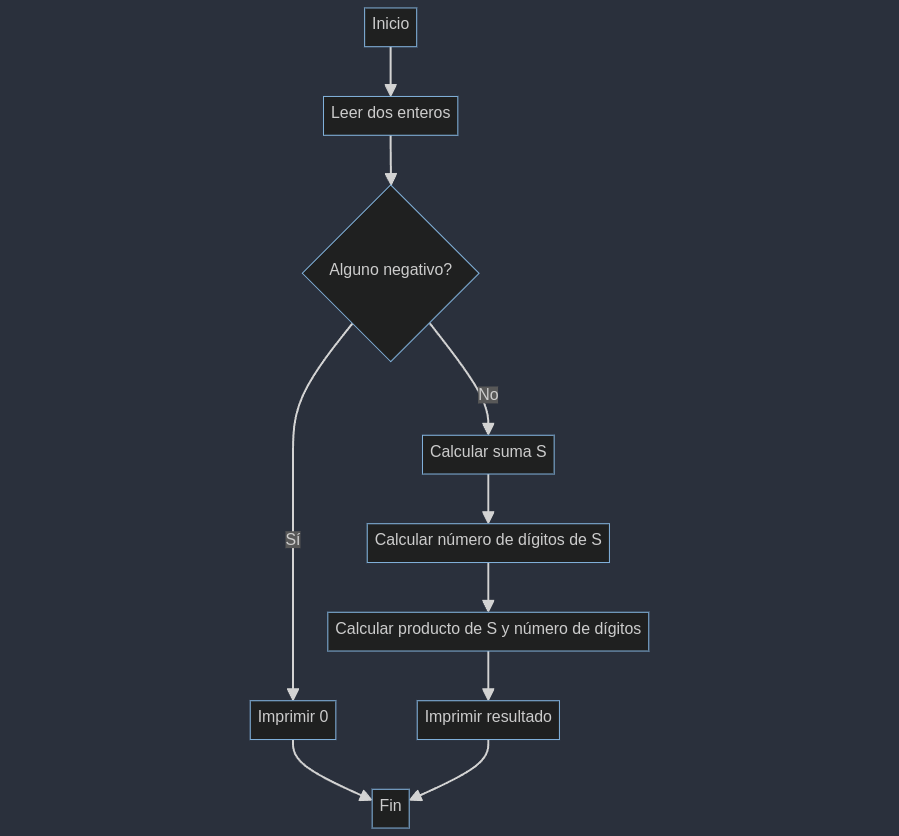 Inicio
Leer dos enteros
Alguno negativo?
No
Calcular suma S
Sí
Calcular número de dígitos de S
Calcular producto de S y número de dígitos
Imprimir 0
Imprimir resultado
Fin